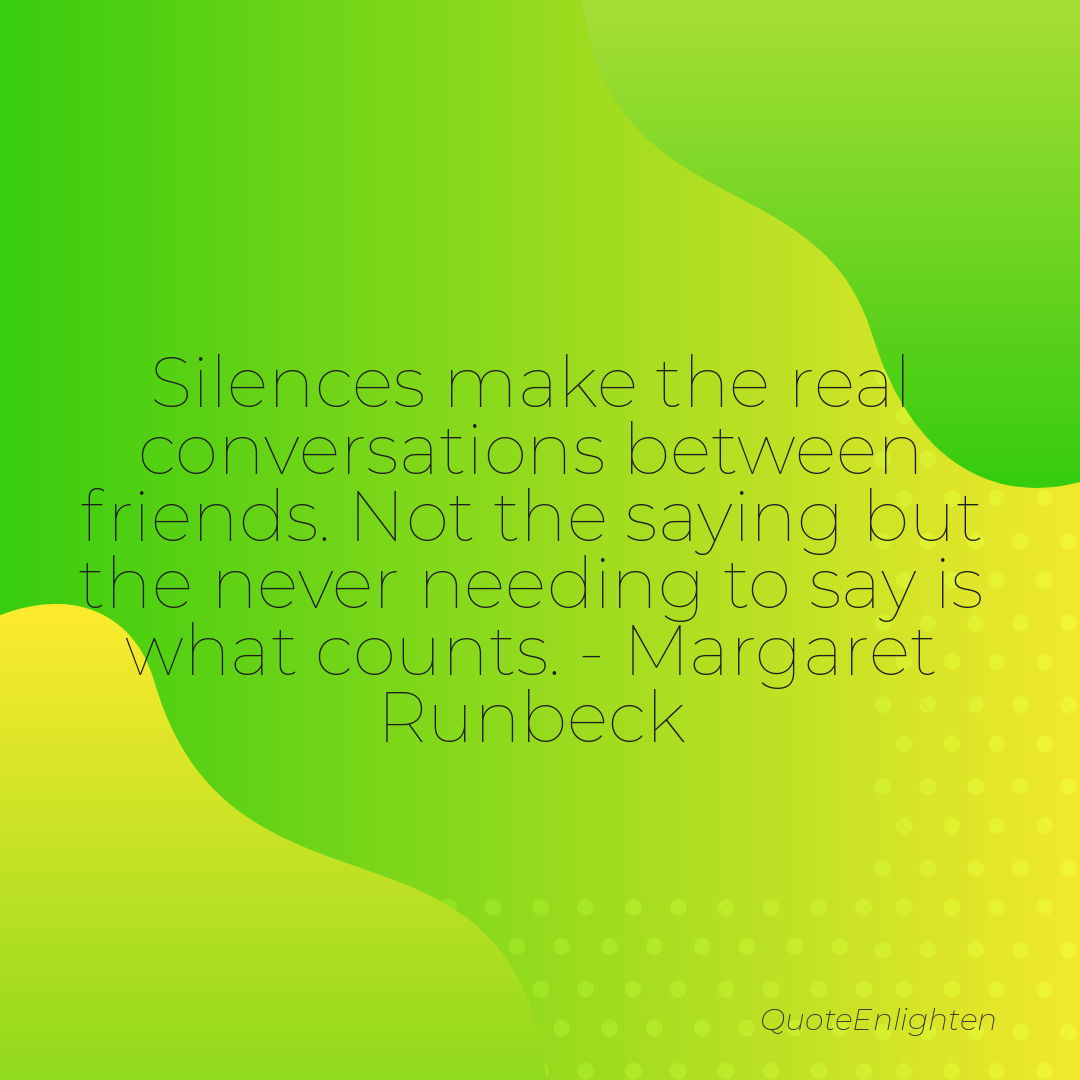 Silences make the real
conversations between
friends. Not the saying but
the never needing to say is
what counts. - Margaret
Runbeck
QuoteEnlighten